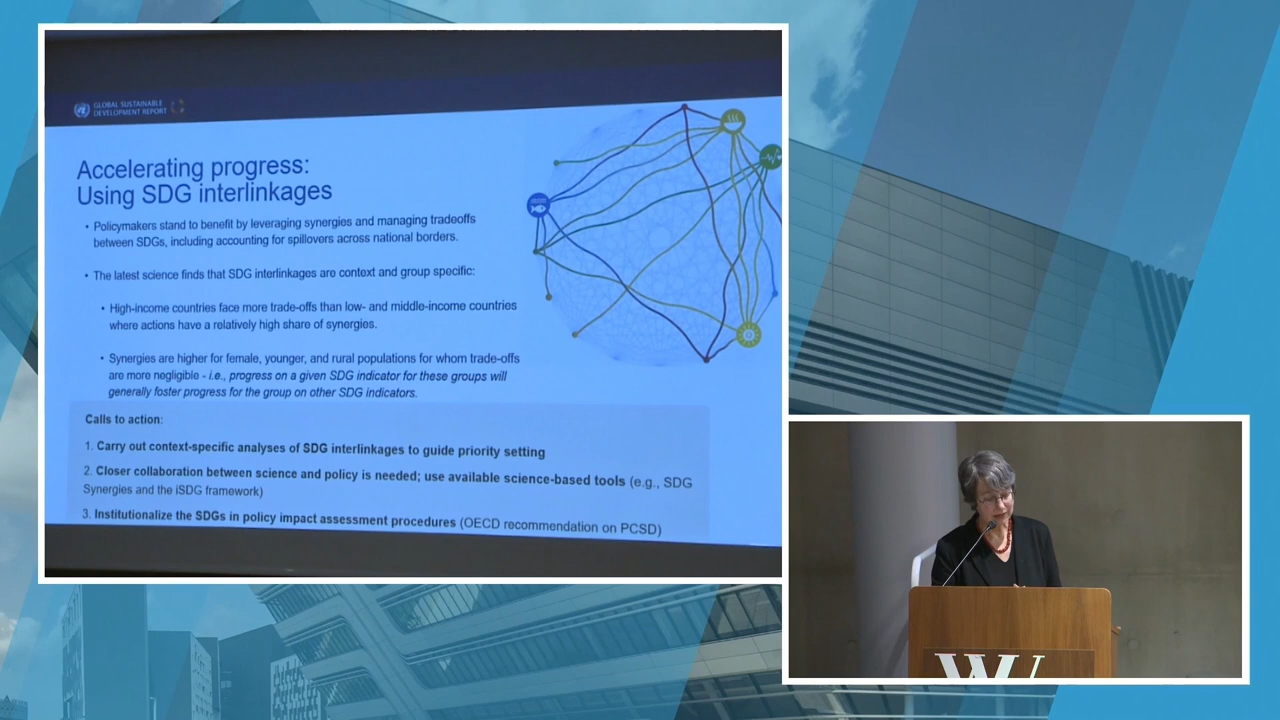 GLOBAL SUSTAINABLE
DEVELOPMENT REPORT
Accelerating progress:
Using SDG interlinkages
• Policymakers stand to benefit by leveraging synergies and managing tradeoffs
between SDGs, including accounting for spillovers across national borders.
• The latest science finds that SDG interlinkages are context and group specific:
• High-income countries face more trade-offs than low- and middle-income countries
where actions have a relatively high share of synergies.
• Synergies are higher for female, younger, and rural populations for whom trade-offs
are more negligible - i.e., progress on a given SDG indicator for these groups will
generally foster progress for the group on other SDG indicators.
Calls to action:
1. Carry out context-specific analyses of SDG interlinkages to guide priority setting
2. Closer collaboration between science and policy is needed; use available science-based tools (e.g., SDG
Synergies and the iSDG framework)
3. Institutionalize the SDGs in policy impact assessment procedures (OECD recommendation on PCSD)
WU